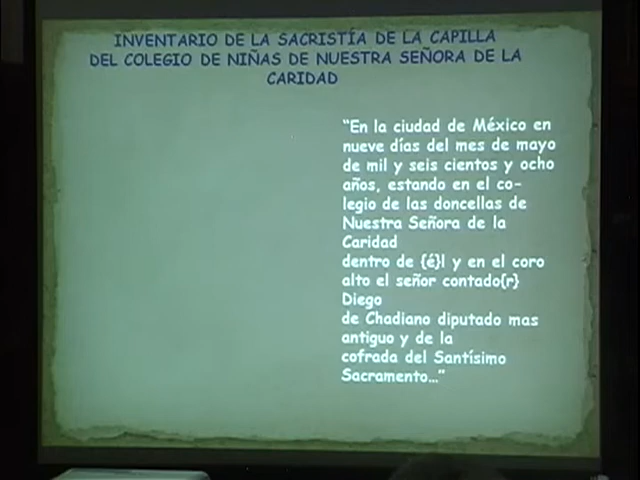 INVENTARIO DE LA SACRISTÍA DE LA CAPILLA
DEL COLEGIO DE NIÑAS DE NUESTRA SEÑORA DE LA
CARIDAD
“En la ciudad de México en
nueve días del mes de mayo
de mil y seis cientos y ocho
años, estando en el co-
legio de las doncellas de
Nuestra Señora de la
Caridad
dentro de {é}l y en el coro
alto el señor contado{r}
Diego
de Chadiano diputado mas
antiguo y de la
cofrada del Santísimo
Sacramento…”